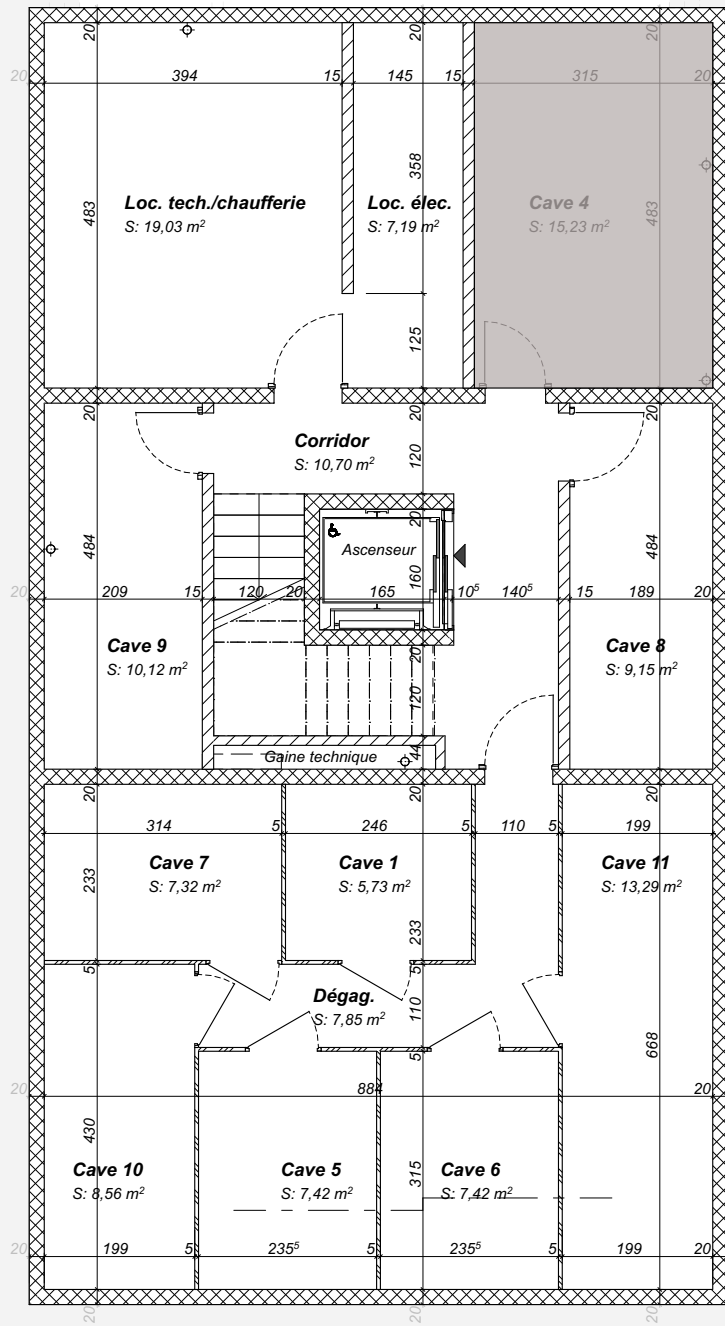 20
20
20
394
15
145
15
315
20
358
483
483
Loc. tech./chaufferie
S: 19,03 m²
Loc. élec.
S: 7,19 m²
Cave 4
S: 15,23 m²
125
20
20
20
Corridor
S: 10,70 m²
120
20
Ascenseur
484
160
484
20
209
15
120
20
165
10⁵
140⁵
15
189
20
Cave 9
S: 10,12 m²
Cave 8
S: 9,15 m²
20
120
44
Gaine technique
20
20
314
5
246
5
110
5
199
Cave 7
S: 7,32 m²
Cave 1
S: 5,73 m²
Cave 11
S: 13,29 m²
233
233
5
5
Dégag.
S: 7,85 m²
110
5
668
20
884
20
430
315
Cave 10
S: 8,56 m²
Cave 5
S: 7,42 m²
Cave 6
S: 7,42 m²
20
199
5
235⁵
5
235⁵
5
199
20
20
20
20